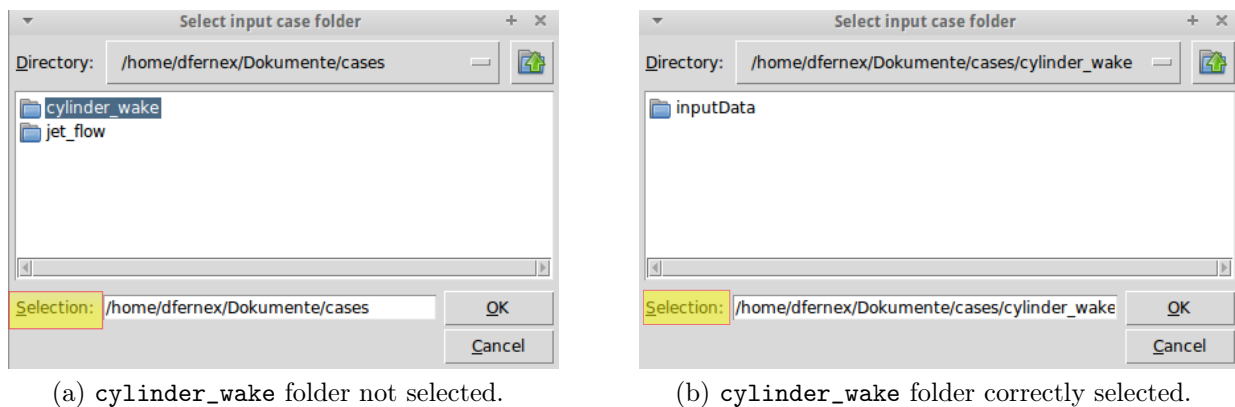 Select input case folder
Directory: /home/dfernex/Dokumente/cases
cylinder_wake
jet_flow
Selection: /home/dfernex/Dokumente/cases OK
Cancel
(a) cylinder_wake folder not selected.
Select input case folder
Directory: /home/dfernex/Dokumente/cases/cylinder_wake
inputData
Selection: /home/dfernex/Dokumente/cases/cylinder_wake OK
Cancel
(b) cylinder_wake folder correctly selected.